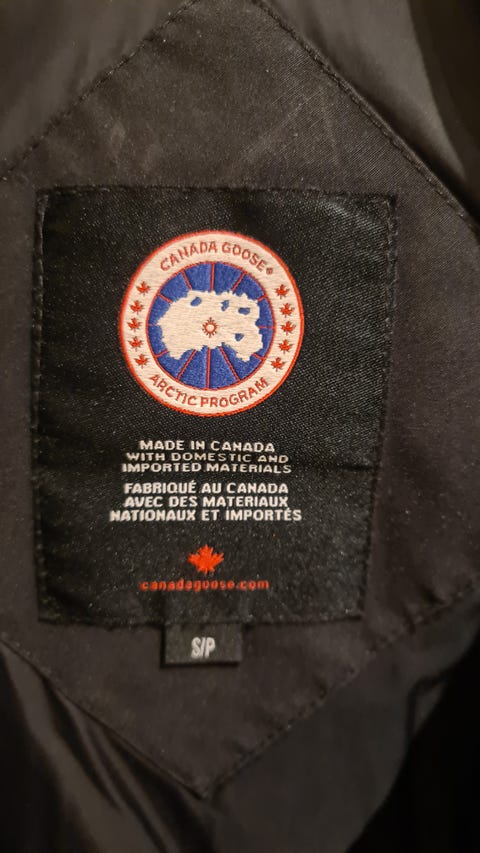 CANADA GOOSE®
ARCTIC PROGRAM
MADE IN CANADA
WITH DOMESTIC AND
IMPORTED MATERIALS
FABRIQUÉ AU CANADA
AVEC DES MATERIAUX
NATIONAUX ET IMPORTÉS
canadagoose.com
S/P